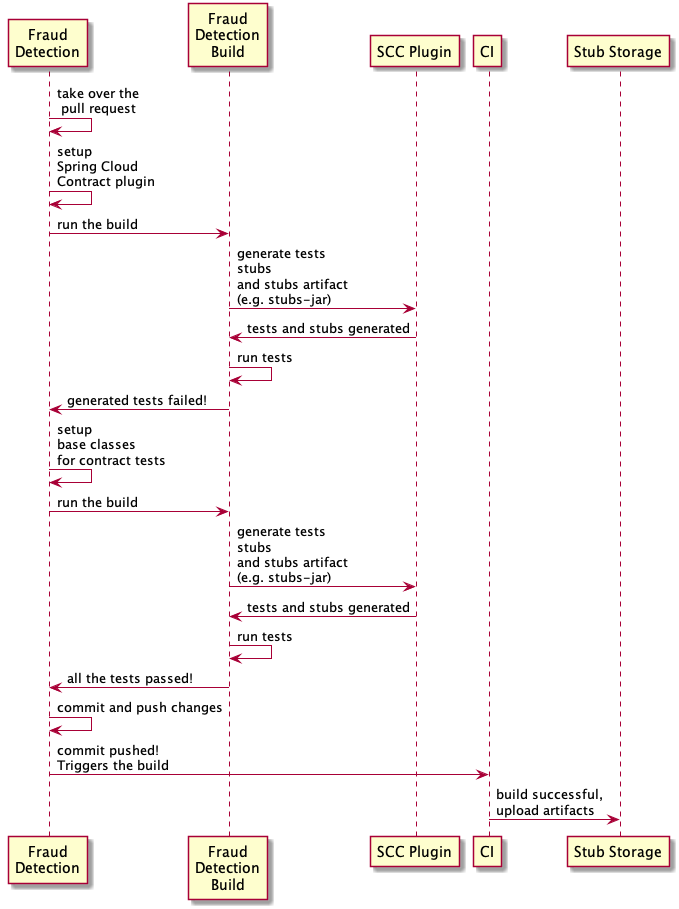 Fraud
Detection
Fraud
Detection
Build
SCC Plugin
CI
Stub Storage
take over the
pull request
setup
Spring Cloud
Contract plugin
run the build
generate tests
stubs
and stubs artifact
(e.g. stubs-jar)
tests and stubs generated
run tests
generated tests failed!
setup
base classes
for contract tests
run the build
generate tests
stubs
and stubs artifact
(e.g. stubs-jar)
tests and stubs generated
run tests
all the tests passed!
commit and push changes
commit pushed!
Triggers the build
build successful,
upload artifacts
Fraud
Detection
Fraud
Detection
Build
SCC Plugin
CI
Stub Storage